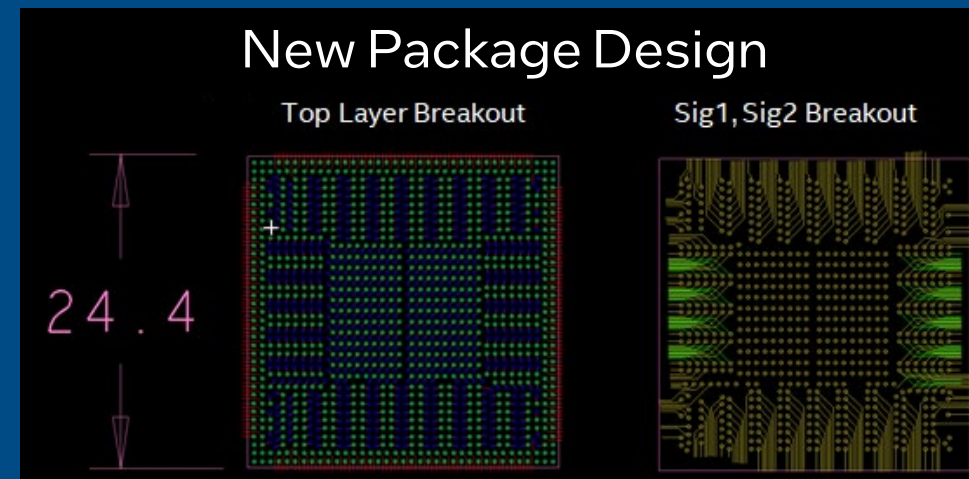 New Package Design
Top Layer Breakout
Sig1, Sig2 Breakout
24.4